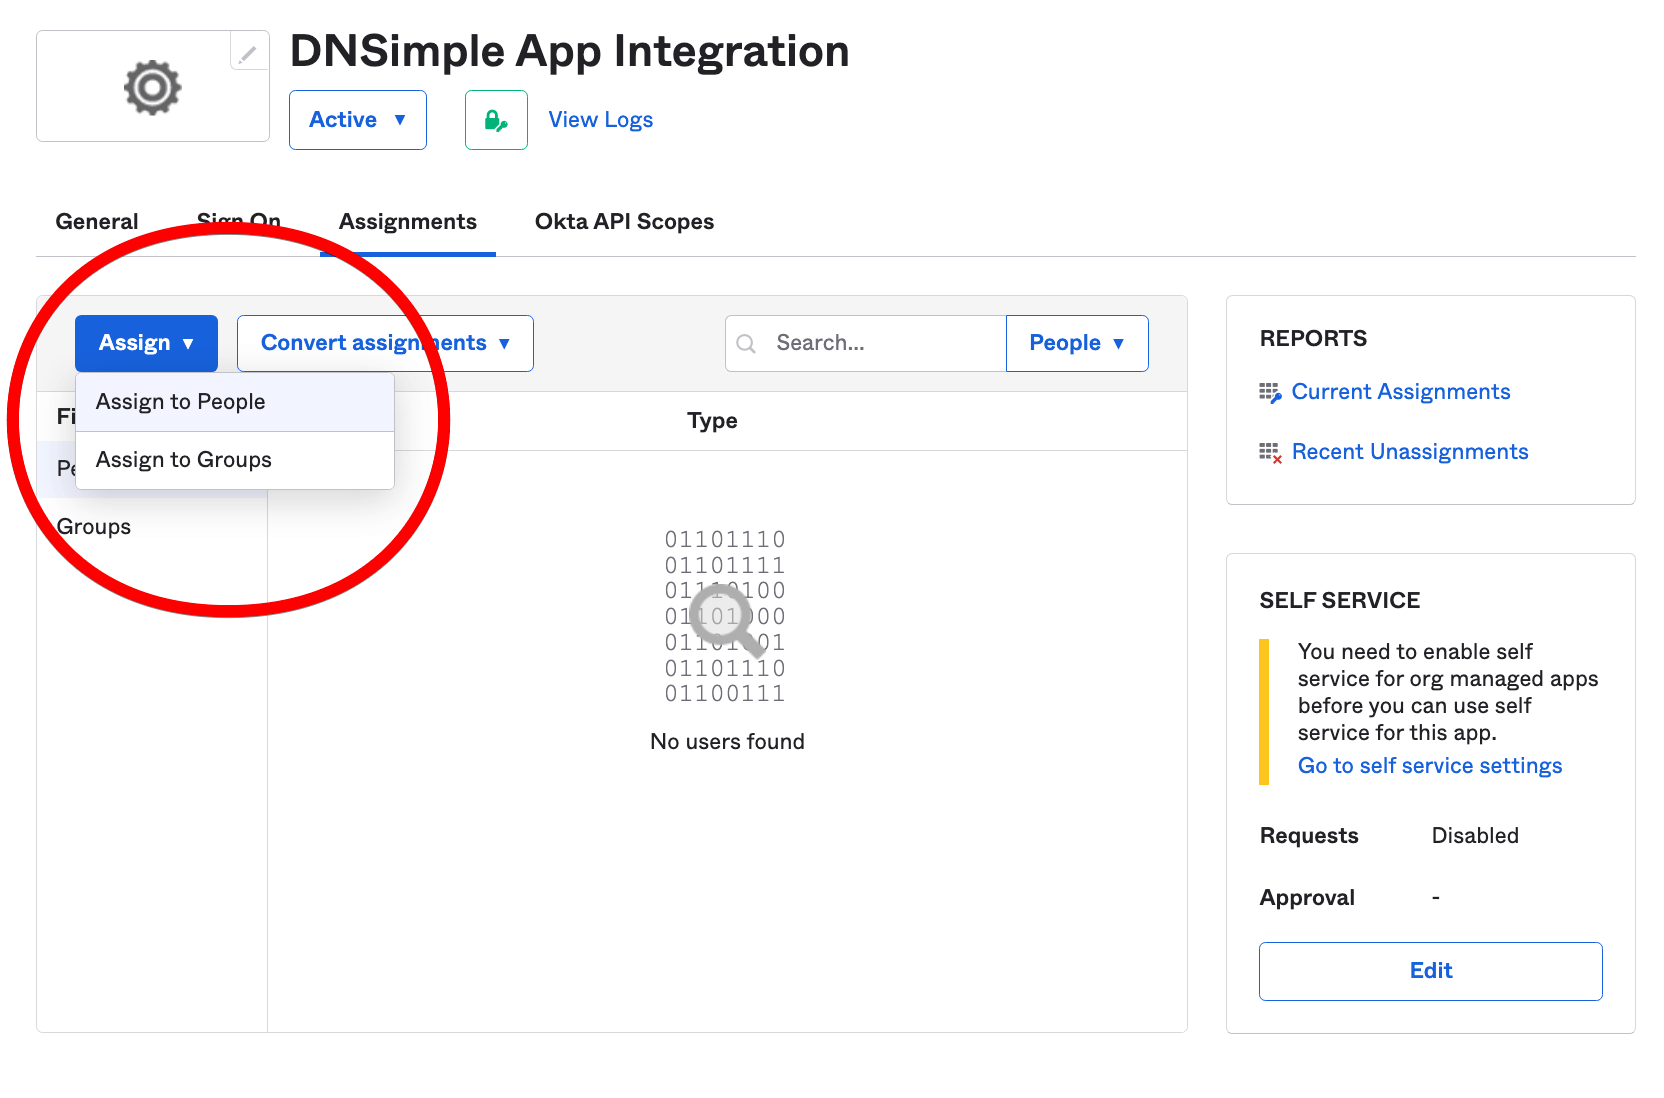 DNSimple App Integration
Active
View Logs
General Sign On Assignments Okta API Scopes
Assign Convert assignments Search... People
Assign to People
Assign to Groups
Type
Groups
01101110
01101111
01110100
01101000
01101001
01101110
01100111
No users found
REPORTS
Current Assignments
Recent Unassignments
SELF SERVICE
You need to enable self
service for org managed apps
before you can use self
service for this app.
Go to self service settings
Requests Disabled
Approval -
Edit